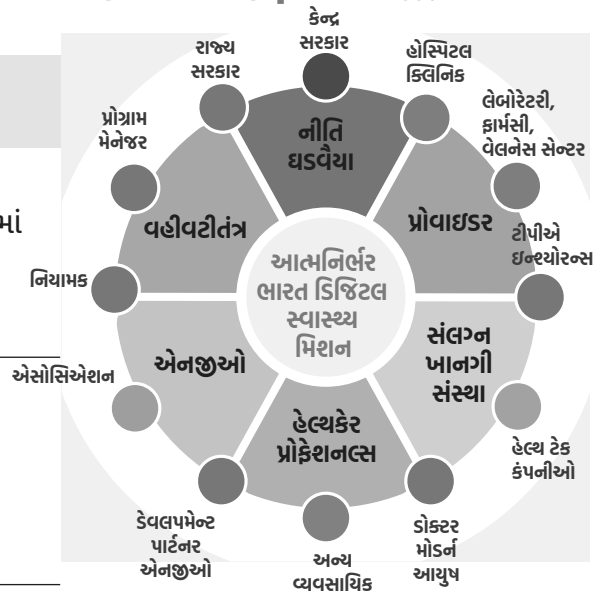 કેન્દ્ર
સરકાર
રાજ્ય
સરકાર
હોસ્પિટલ
ક્લિનિક
પ્રોગ્રામ
મેનેજર
લેબોરેટરી,
ફાર્મસી,
વેલનેસ સેન્ટર
નીતિ
ઘડવૈયા
માં
વહીવટીતંત્ર
પ્રોવાઇડર
ટીપીએ
ઇન્શ્યોરન્સ
નિયામક
આત્મનિર્ભર
ભારત ડિજિટલ
સ્વાસ્થ્ય
મિશન
એસોસિએશન
એનજીઓ
સંલગ્ન
ખાનગી
સંસ્થા
હેલ્થકેર
પ્રોફેશનલ્સ
હેલ્થ ટેક
કંપનીઓ
ડેવલપમેન્ટ
પાર્ટનર
એનજીઓ
અન્ય
વ્યવસાયિક
ડોક્ટર
મોડર્ન
આયુષ